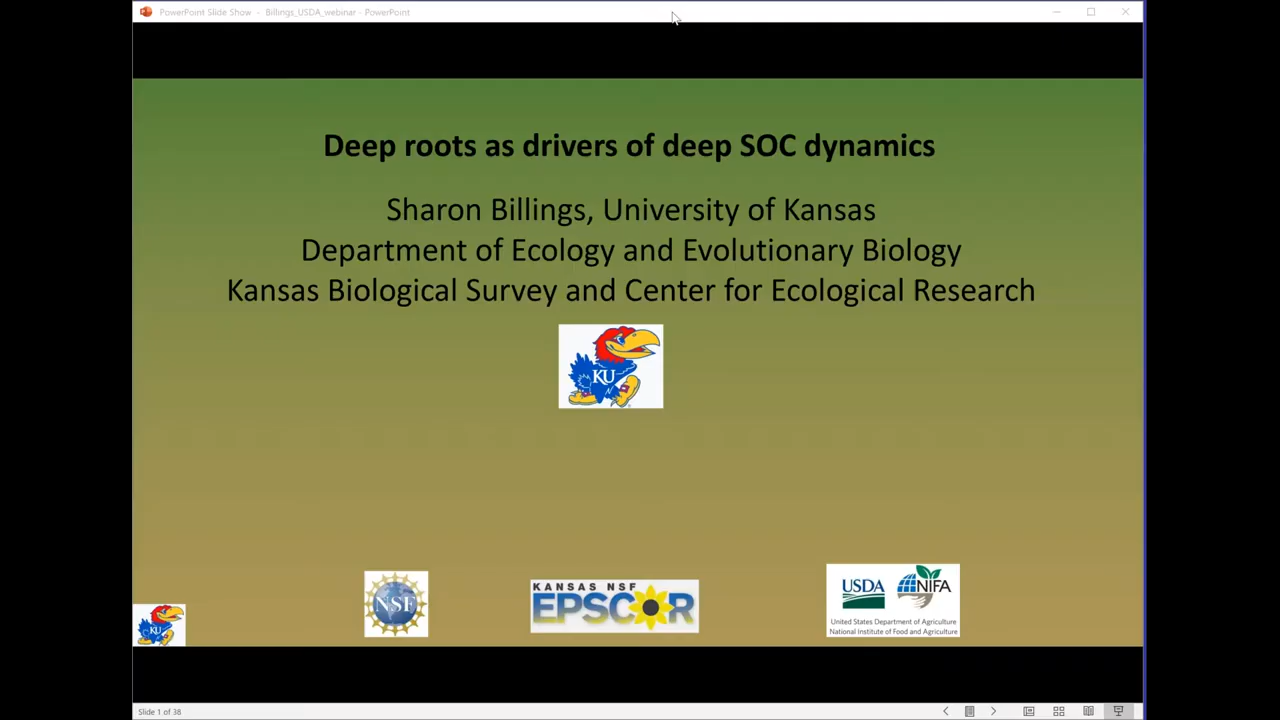 PowerPoint Slide Show - Billings_USDA_webinar - PowerPoint
Deep roots as drivers of deep SOC dynamics
Sharon Billings, University of Kansas
Department of Ecology and Evolutionary Biology
Kansas Biological Survey and Center for Ecological Research
KU
NSF
KANSAS NSF
EPSCOR
USDA NIFA
United States Department of Agriculture
National Institute of Food and Agriculture
KU
Slide 1 of 38